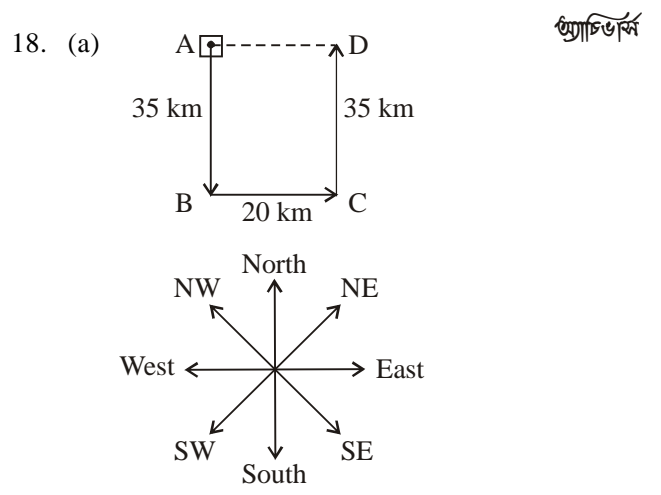 অ্যাচিভার্স
18. (a)
A D
35 km 35 km
B 20 km C
North
NW NE
West East
SW SE
South